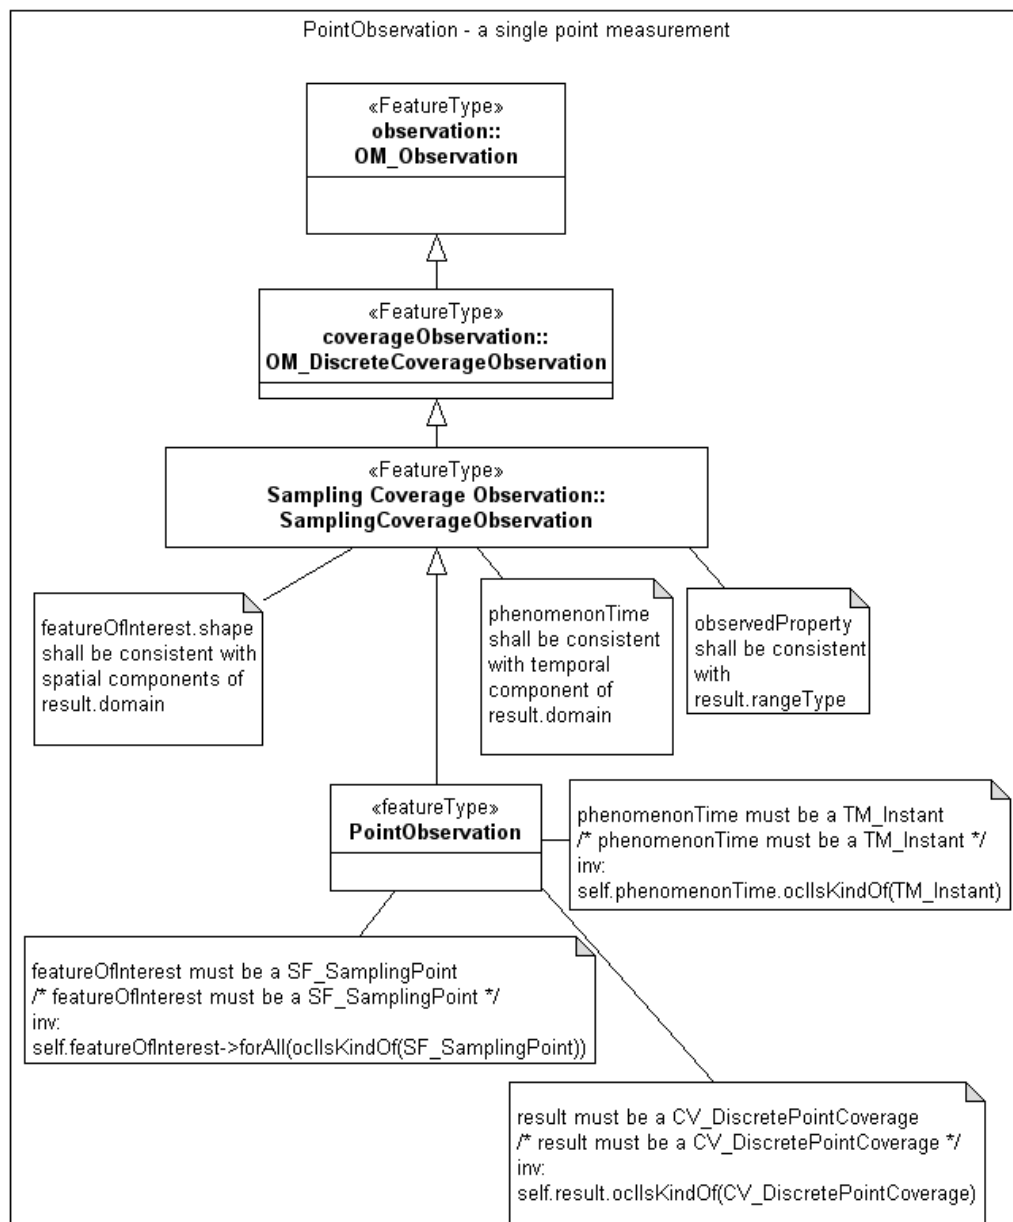 PointObservation - a single point measurement
«FeatureType»
observation::
OM_Observation
«FeatureType»
coverageObservation::
OM_DiscreteCoverageObservation
«FeatureType»
Sampling Coverage Observation::
SamplingCoverageObservation
featureOfInterest.shape
shall be consistent with
spatial components of
result.domain
phenomenonTime
shall be consistent
with temporal
component of
result.domain
observedProperty
shall be consistent
with
result.rangeType
«featureType»
PointObservation
phenomenonTime must be a TM_Instant
/* phenomenonTime must be a TM_Instant */
inv:
self.phenomenonTime.oclIsKindOf(TM_Instant)
featureOfInterest must be a SF_SamplingPoint
/* featureOfInterest must be a SF_SamplingPoint */
inv:
self.featureOfInterest->forAll(oclIsKindOf(SF_SamplingPoint))
result must be a CV_DiscretePointCoverage
/* result must be a CV_DiscretePointCoverage */
inv:
self.result.oclIsKindOf(CV_DiscretePointCoverage)